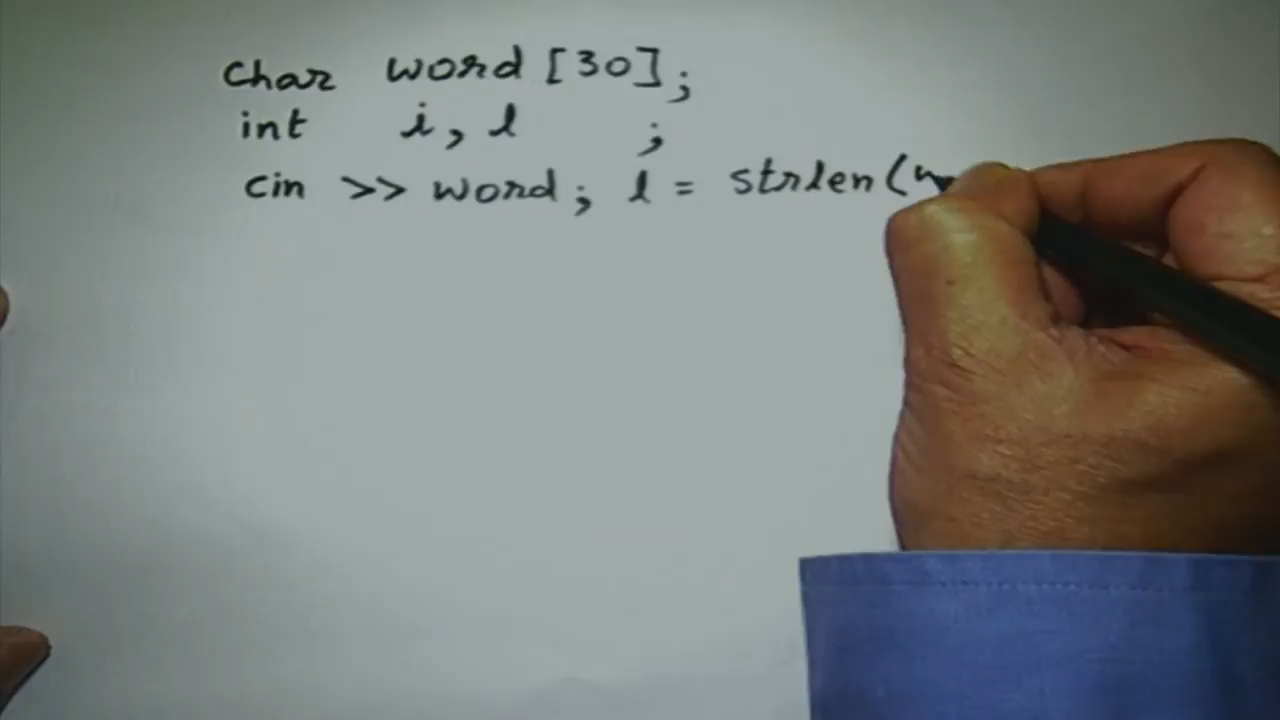 char word [30];
int i, l ;
cin >> word; l = strlen(